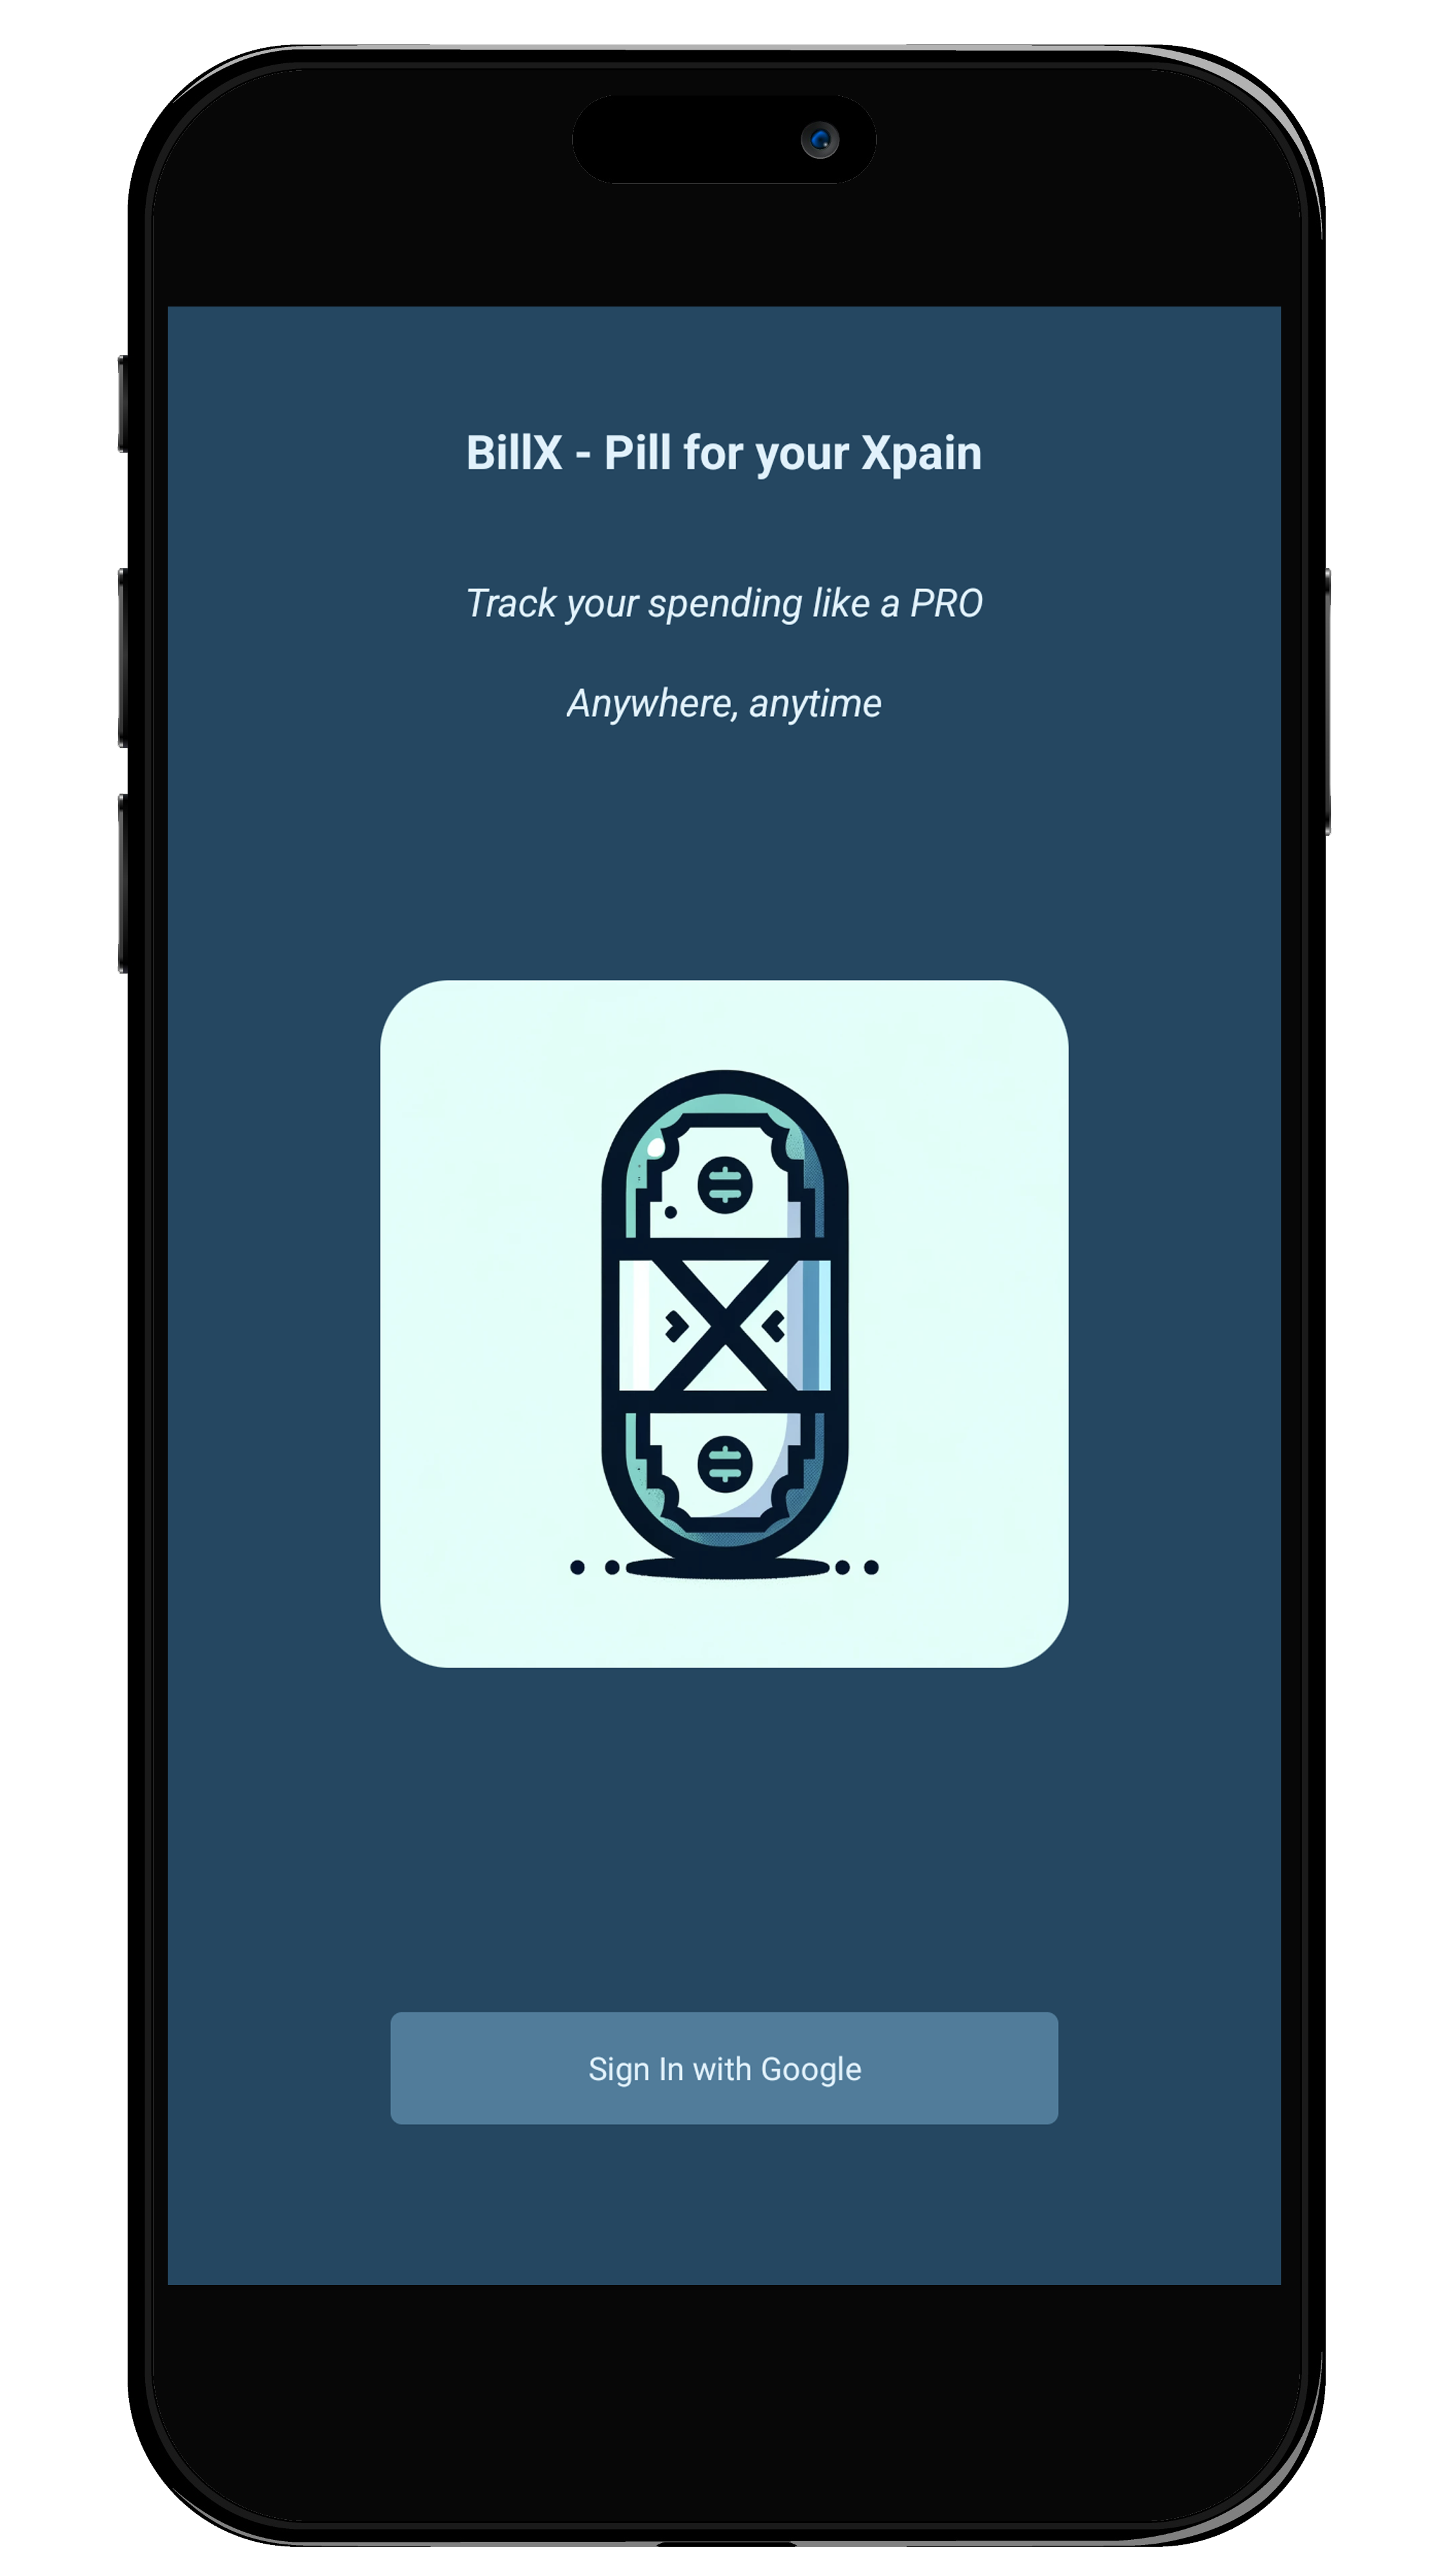 BillX - Pill for your Xpain
Track your spending like a PRO
Anywhere, anytime
Sign In with Google